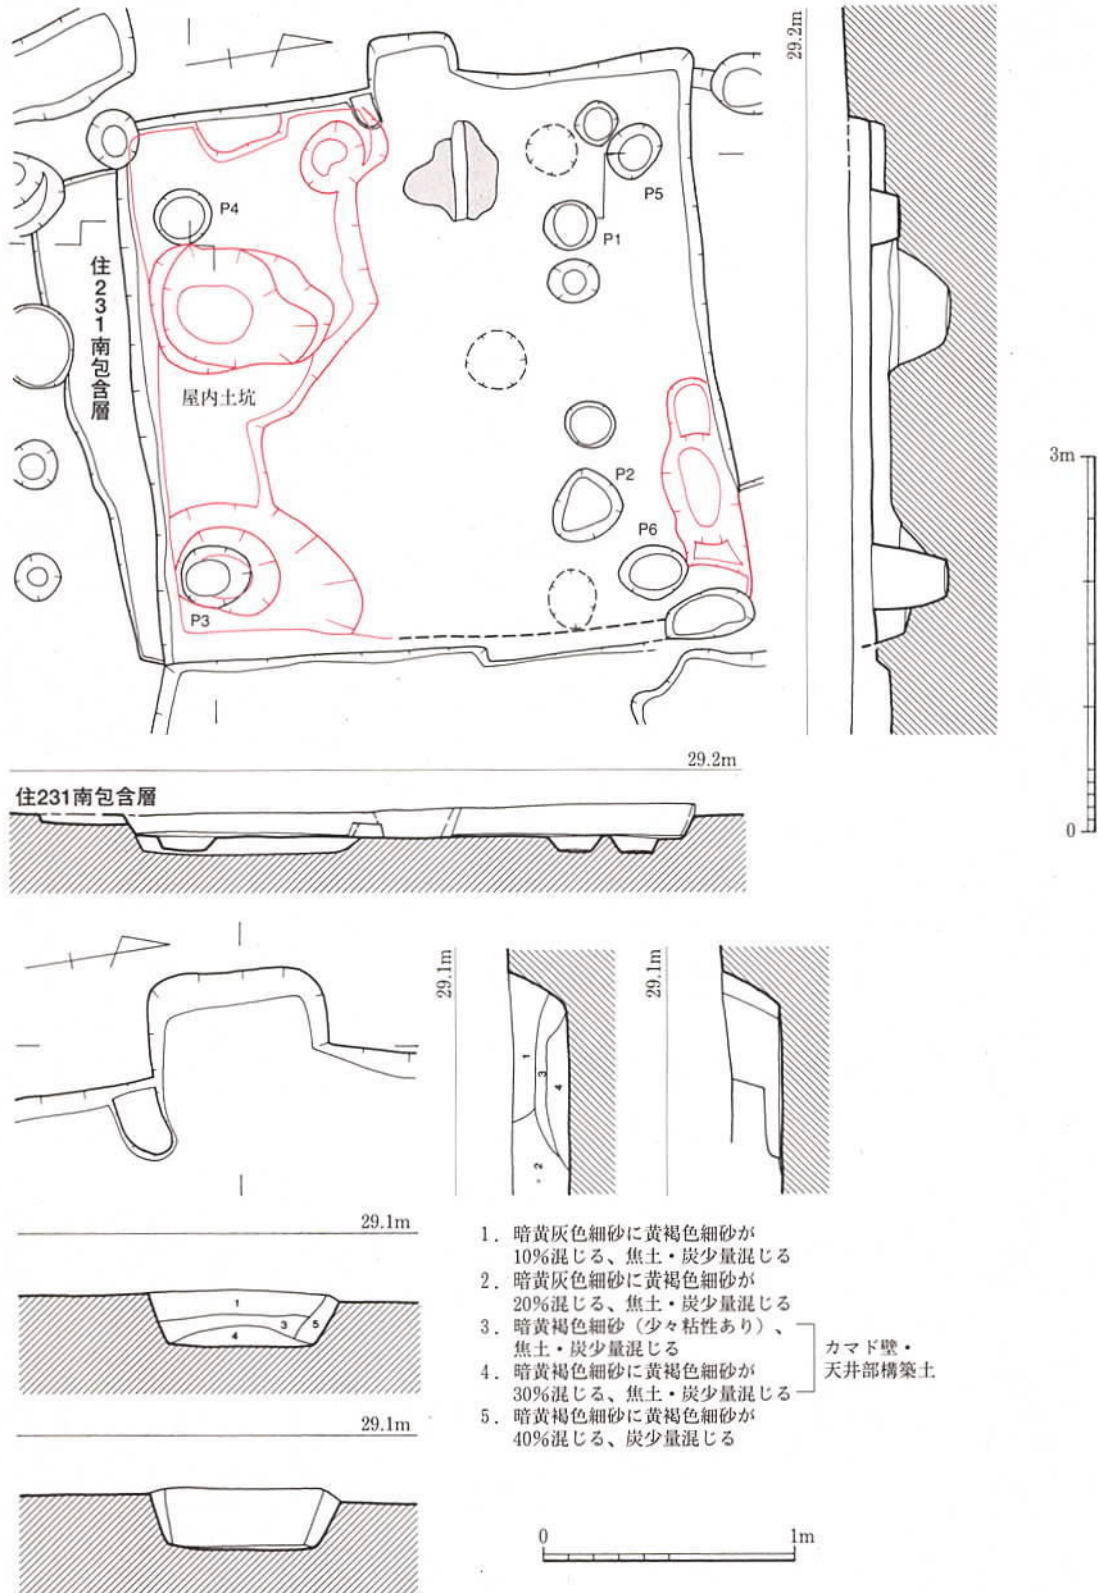 29.2m
P4
P5
P1
住231南包含層
屋内土坑
P2
P6
P3
3m
0
29.2m
住231南包含層
29.1m
1
3
4
2
29.1m
29.1m
1
3
5
4
1. 暗黄灰色細砂に黄褐色細砂が
10%混じる、焦土・炭少量混じる
2. 暗黄灰色細砂に黄褐色細砂が
20%混じる、焦土・炭少量混じる
3. 暗黄褐色細砂(少々粘性あり)、
焦土・炭少量混じる
4. 暗黄褐色細砂に黄褐色細砂が
30%混じる、焦土・炭少量混じる
カマド壁・
天井部構築土
5. 暗黄褐色細砂に黄褐色細砂が
40%混じる、炭少量混じる
29.1m
0
1m